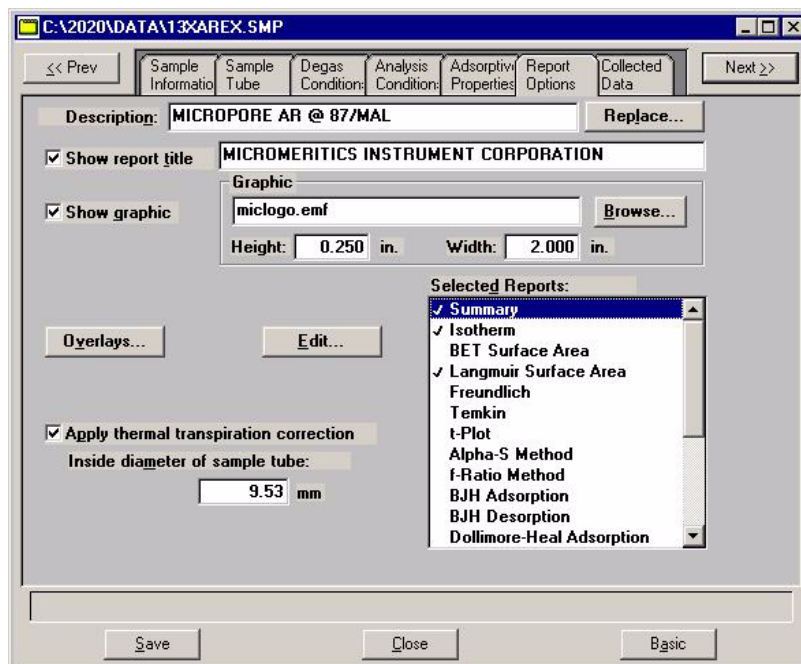 C:\2020\DATA\13XAREX.SMP
<< Prev
Sample Informatio
Sample Tube
Degas Condition:
Analysis Condition:
Adsorptive Properties
Report Options
Collected Data
Next >>
Description: MICROPORE AR @ 87/MAL Replace...
Show report title MICROMERITICS INSTRUMENT CORPORATION
Graphic
Show graphic miclogo.emf Browse...
Height: 0.250 in. Width: 2.000 in.
Selected Reports:
Summary
Isotherm
BET Surface Area
Langmuir Surface Area
Freundlich
Temkin
t-Plot
Alpha-S Method
f-Ratio Method
BJH Adsorption
BJH Desorption
Dollimore-Heal Adsorption
Overlays... Edit...
Apply thermal transpiration correction
Inside diameter of sample tube:
9.53 mm
Save Close Basic